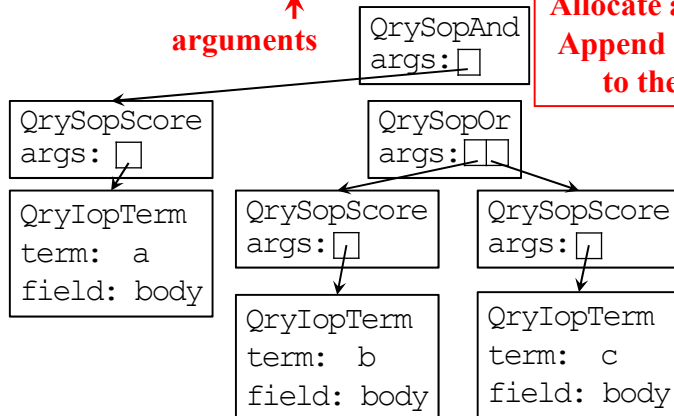 arguments
Allocate a
Append
to the
QrySopAnd
args:
QrySopScore
args:
QrySopOr
args:
QryIopTerm
term: a
field: body
QrySopScore
args:
QrySopScore
args:
QryIopTerm
term: b
field: body
QryIopTerm
term: c
field: body